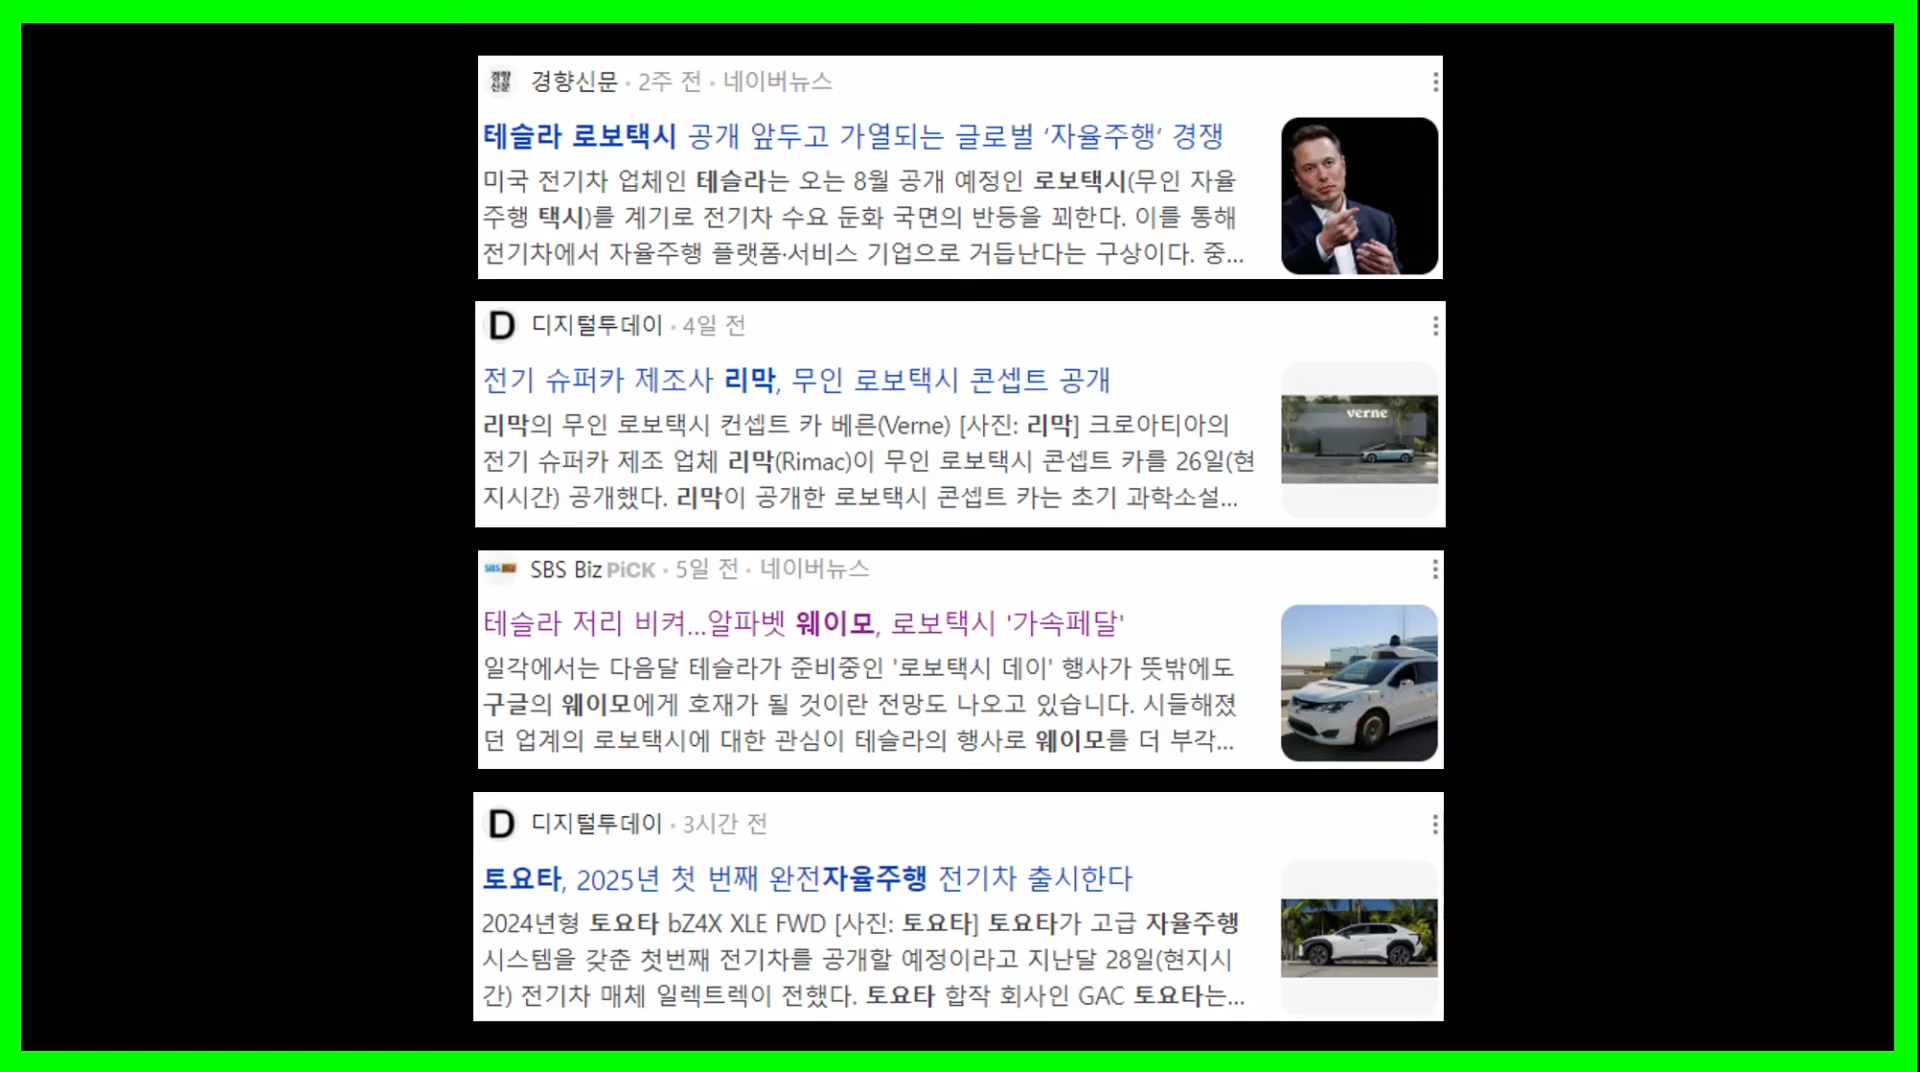 경향신문
경향신문 · 2주 전 · 네이버뉴스
테슬라 로보택시 공개 앞두고 가열되는 글로벌 ‘자율주행’ 경쟁
미국 전기차 업체인 테슬라는 오는 8월 공개 예정인 로보택시(무인 자율
주행 택시)를 계기로 전기차 수요 둔화 국면의 반등을 꾀한다. 이를 통해
전기차에서 자율주행 플랫폼·서비스 기업으로 거듭난다는 구상이다. 중...
D 디지털투데이 · 4일 전
전기 슈퍼카 제조사 리막, 무인 로보택시 콘셉트 공개
리막의 무인 로보택시 컨셉트 카 베른(Verne) [사진: 리막] 크로아티아의
전기 슈퍼카 제조 업체 리막(Rimac)이 무인 로보택시 콘셉트 카를 26일(현
지시간) 공개했다. 리막이 공개한 로보택시 콘셉트 카는 초기 과학소설...
verne
SBS Biz SBS Biz PiCK · 5일 전 · 네이버뉴스
테슬라 저리 비켜...알파벳 웨이모, 로보택시 '가속페달'
일각에서는 다음달 테슬라가 준비중인 '로보택시 데이' 행사가 뜻밖에도
구글의 웨이모에게 호재가 될 것이란 전망도 나오고 있습니다. 시들해졌
던 업계의 로보택시에 대한 관심이 테슬라의 행사로 웨이모를 더 부각...
D 디지털투데이 · 3시간 전
토요타, 2025년 첫 번째 완전자율주행 전기차 출시한다
2024년형 토요타 bZ4X XLE FWD [사진: 토요타] 토요타가 고급 자율주행
시스템을 갖춘 첫번째 전기차를 공개할 예정이라고 지난달 28일(현지시
간) 전기차 매체 일렉트렉이 전했다. 토요타 합작 회사인 GAC 토요타는...